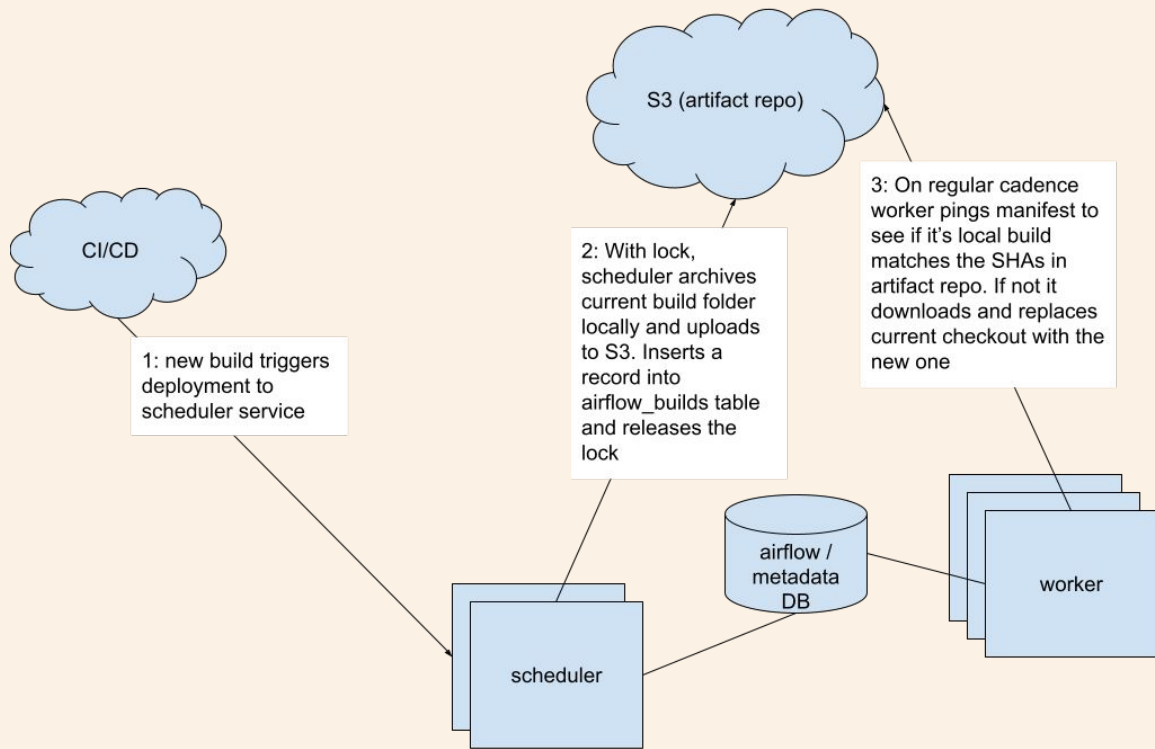 S3 (artifact repo)
CI/CD
1: new build triggers
deployment to
scheduler service
2: With lock,
scheduler archives
current build folder
locally and uploads
to S3. Inserts a
record into
airflow_builds table
and releases the
lock
3: On regular cadence
worker pings manifest to
see if it’s local build
matches the SHAs in
artifact repo. If not it
downloads and replaces
current checkout with the
new one
airflow /
metadata
DB
worker
scheduler